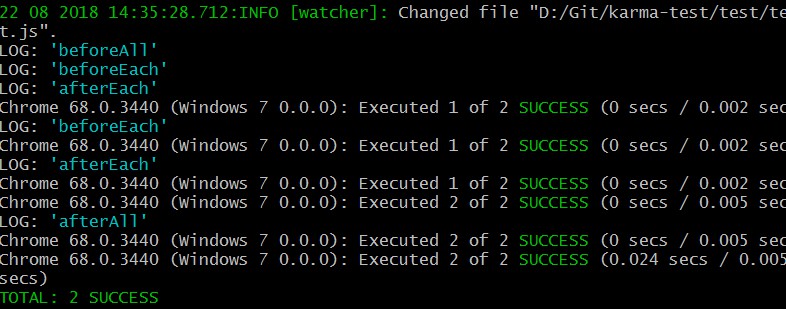 22 08 2018 14:35:28.712:INFO [watcher]: Changed file "D:/Git/karma-test/test/te
t.js".
LOG: 'beforeAll'
LOG: 'beforeEach'
LOG: 'afterEach'
Chrome 68.0.3440 (Windows 7 0.0.0): Executed 1 of 2 SUCCESS (0 secs / 0.002 sec
LOG: 'beforeEach'
Chrome 68.0.3440 (Windows 7 0.0.0): Executed 1 of 2 SUCCESS (0 secs / 0.002 sec
LOG: 'afterEach'
Chrome 68.0.3440 (Windows 7 0.0.0): Executed 1 of 2 SUCCESS (0 secs / 0.002 sec
Chrome 68.0.3440 (Windows 7 0.0.0): Executed 2 of 2 SUCCESS (0 secs / 0.005 sec
LOG: 'afterAll'
Chrome 68.0.3440 (Windows 7 0.0.0): Executed 2 of 2 SUCCESS (0 secs / 0.005 sec
Chrome 68.0.3440 (Windows 7 0.0.0): Executed 2 of 2 SUCCESS (0.024 secs / 0.005
secs)
TOTAL: 2 SUCCESS